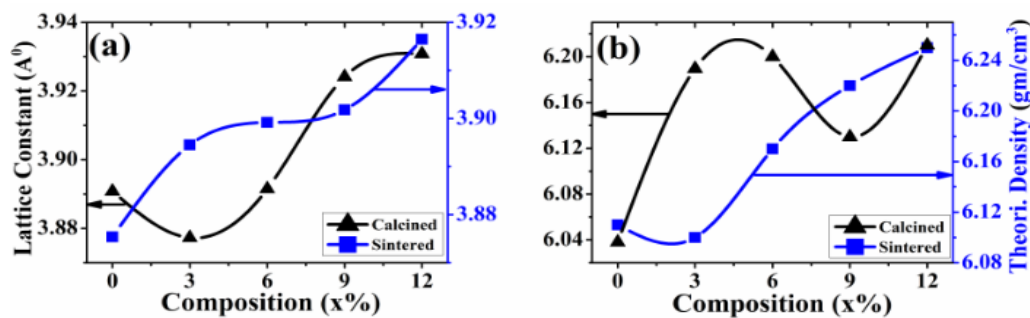 (a)
Lattice Constant (A⁰)
3.94
3.92
3.90
3.88
3.92
3.90
3.88
Calcined
Sintered
0 3 6 9 12
Composition (x%)
(b)
6.20
6.16
6.12
6.08
6.04
6.24
6.20
6.16
6.12
6.08
Theori. Density (gm/cm³)
Calcined
Sintered
0 3 6 9 12
Composition (x%)